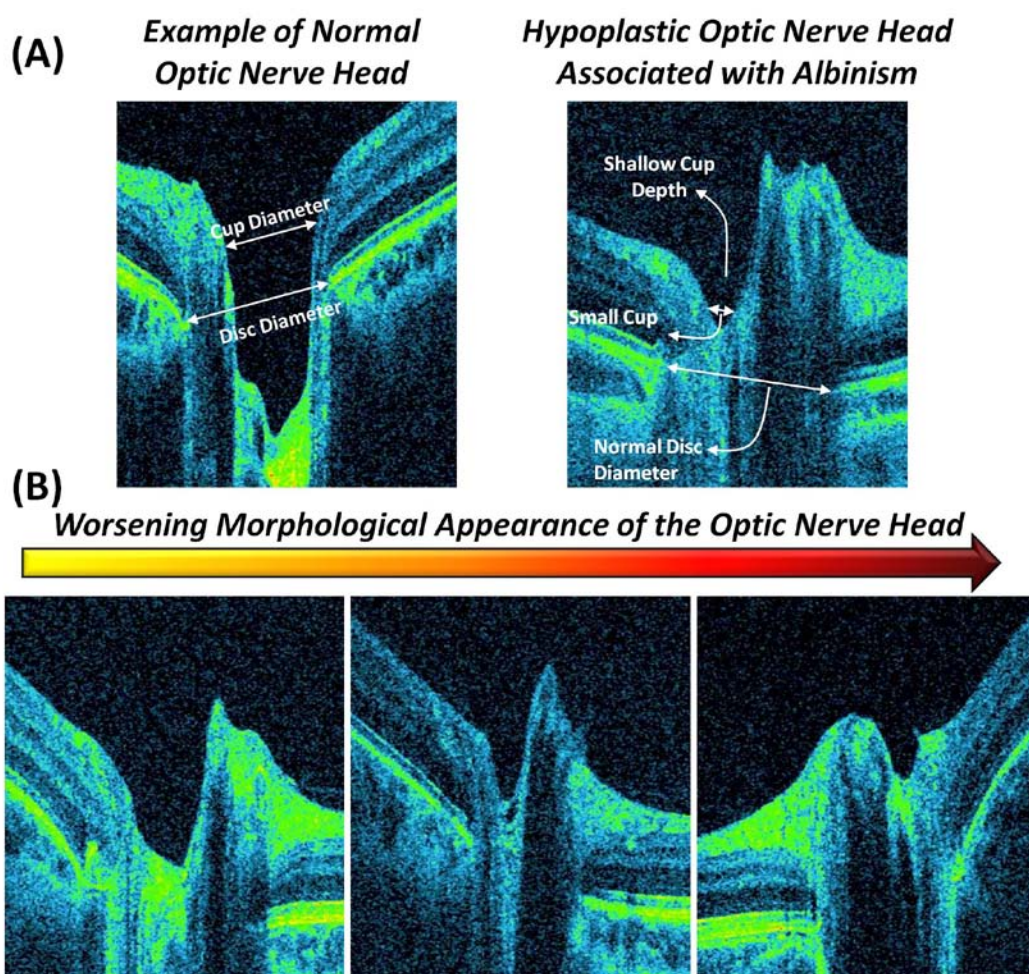 (A)
Example of Normal
Optic Nerve Head
Hypoplastic Optic Nerve Head
Associated with Albinism
Cup Diameter
Disc Diameter
Shallow Cup
Depth
Small Cup
Normal Disc
Diameter
(B)
Worsening Morphological Appearance of the Optic Nerve Head